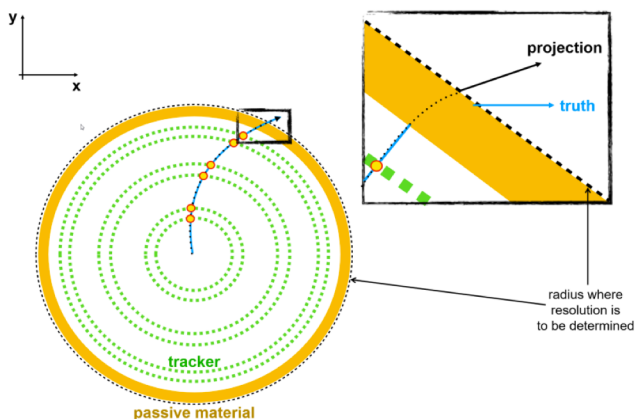 y
x
projection
truth
radius where
resolution is
to be determined
tracker
passive material